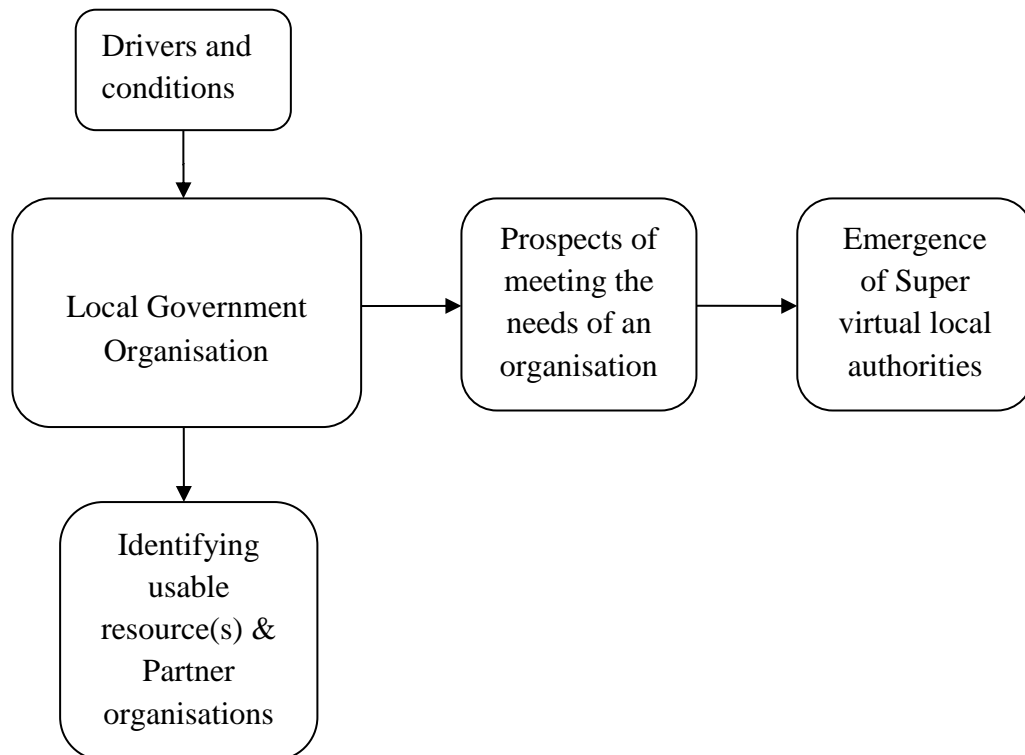 Drivers and
conditions
Local Government
Organisation
Prospects of
meeting the
needs of an
organisation
Emergence
of Super
virtual local
authorities
Identifying
usable
resource(s) &
Partner
organisations